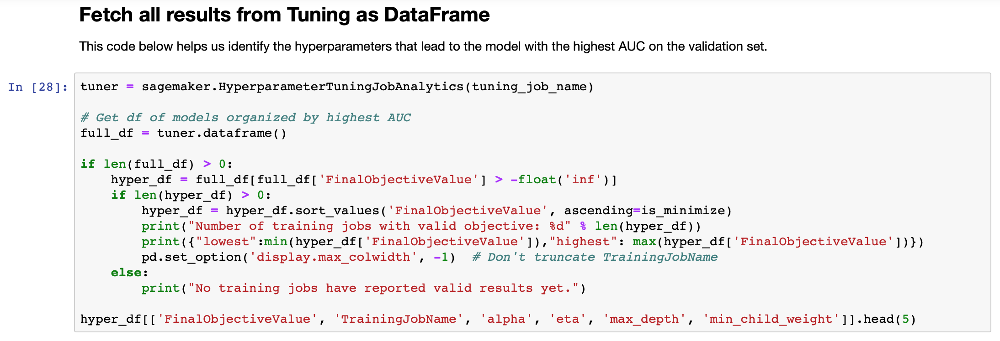 Fetch all results from Tuning as DataFrame
This code below helps us identify the hyperparameters that lead to the model with the highest AUC on the validation set.
In [28]:
tuner = sagemaker.HyperparameterTuningJobAnalytics(tuning_job_name)
# Get df of models organized by highest AUC
full_df = tuner.dataframe()
if len(full_df) > 0:
    hyper_df = full_df[full_df['FinalObjectiveValue'] > -float('inf')]
    if len(hyper_df) > 0:
        hyper_df = hyper_df.sort_values('FinalObjectiveValue', ascending=is_minimize)
        print("Number of training jobs with valid objective: %d" % len(hyper_df))
        print({"lowest":min(hyper_df['FinalObjectiveValue']),"highest": max(hyper_df['FinalObjectiveValue'])})
        pd.set_option('display.max_colwidth', -1)  # Don't truncate TrainingJobName
    else:
        print("No training jobs have reported valid results yet.")
hyper_df[['FinalObjectiveValue', 'TrainingJobName', 'alpha', 'eta', 'max_depth', 'min_child_weight']].head(5)